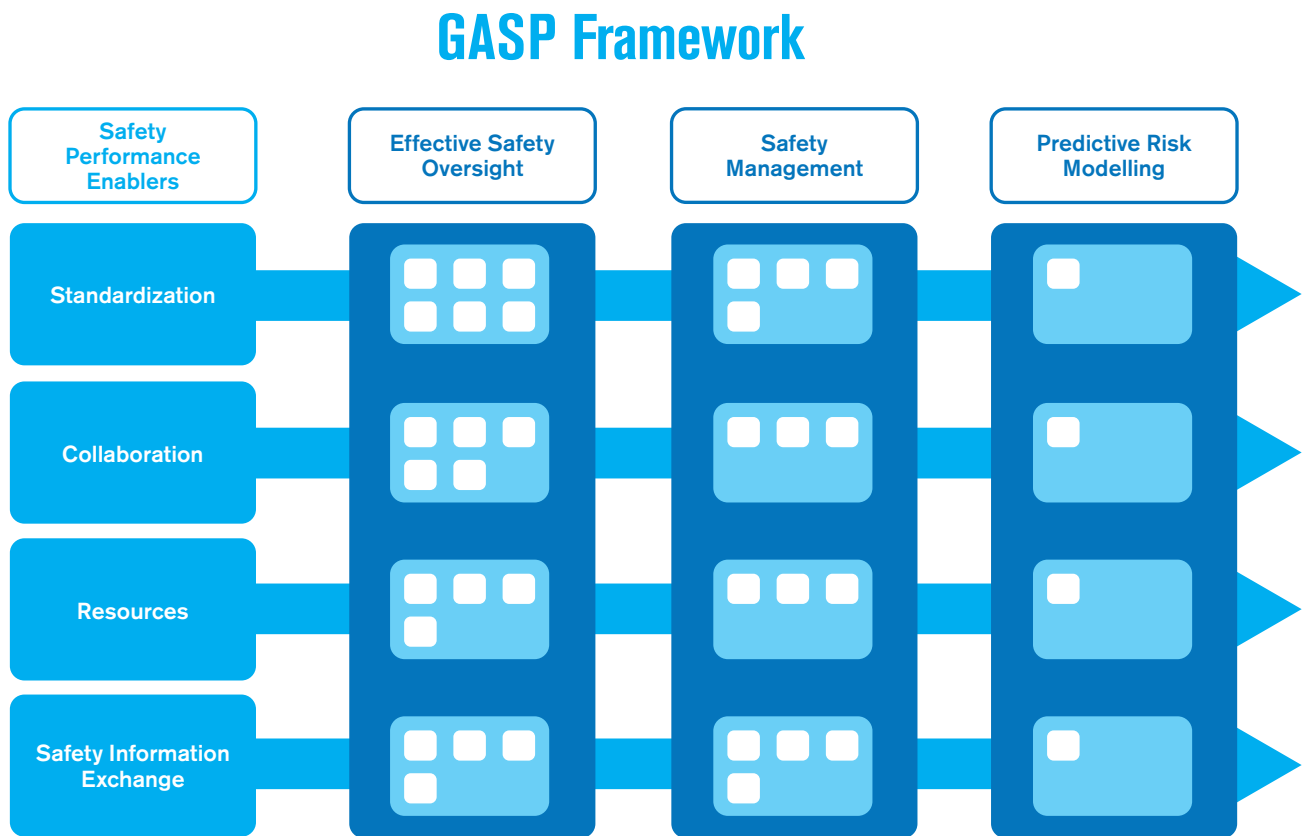 GASP Framework
Safety
Performance
Enablers
Effective Safety
Oversight
Safety
Management
Predictive Risk
Modelling
Standardization
Collaboration
Resources
Safety Information
Exchange